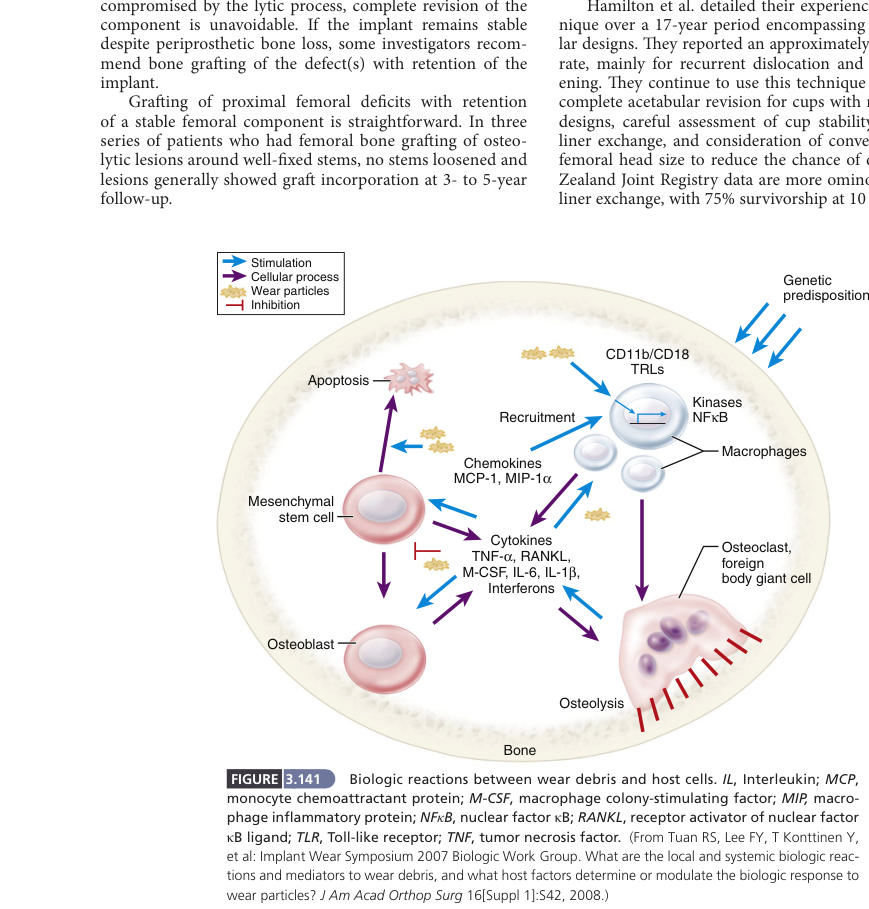 compromised by the lytic process, complete revision of the
component is unavoidable. If the implant remains stable
despite periprosthetic bone loss, some investigators recom-
mend bone grafting of the defect(s) with retention of the
implant.
Grafting of proximal femoral deficits with retention
of a stable femoral component is straightforward. In three
series of patients who had femoral bone grafting of osteo-
lytic lesions around well-fixed stems, no stems loosened and
lesions generally showed graft incorporation at 3- to 5-year
follow-up.
Hamilton et al. detailed their experienc
nique over a 17-year period encompassing
lar designs. They reported an approximately
rate, mainly for recurrent dislocation and
ening. They continue to use this technique
complete acetabular revision for cups with
designs, careful assessment of cup stability
liner exchange, and consideration of conve
femoral head size to reduce the chance of
Zealand Joint Registry data are more omino
liner exchange, with 75% survivorship at 10
Stimulation
Cellular process
Wear particles
Inhibition
Genetic
predisposition
CD11b/CD18
TRLs
Apoptosis
Kinases
NFκB
Recruitment
Macrophages
Chemokines
MCP-1, MIP-1α
Mesenchymal
stem cell
Cytokines
TNF-α, RANKL,
M-CSF, IL-6, IL-1β,
Interferons
Osteoclast,
foreign
body giant cell
Osteoblast
Osteolysis
Bone
FIGURE 3.141 Biologic reactions between wear debris and host cells. IL, Interleukin; MCP,
monocyte chemoattractant protein; M-CSF, macrophage colony-stimulating factor; MIP, macro-
phage inflammatory protein; NFκB, nuclear factor κB; RANKL, receptor activator of nuclear factor
κB ligand; TLR, Toll-like receptor; TNF, tumor necrosis factor. (From Tuan RS, Lee FY, T Konttinen Y,
et al: Implant Wear Symposium 2007 Biologic Work Group. What are the local and systemic biologic reac-
tions and mediators to wear debris, and what host factors determine or modulate the biologic response to
wear particles? J Am Acad Orthop Surg 16[Suppl 1]:S42, 2008.)